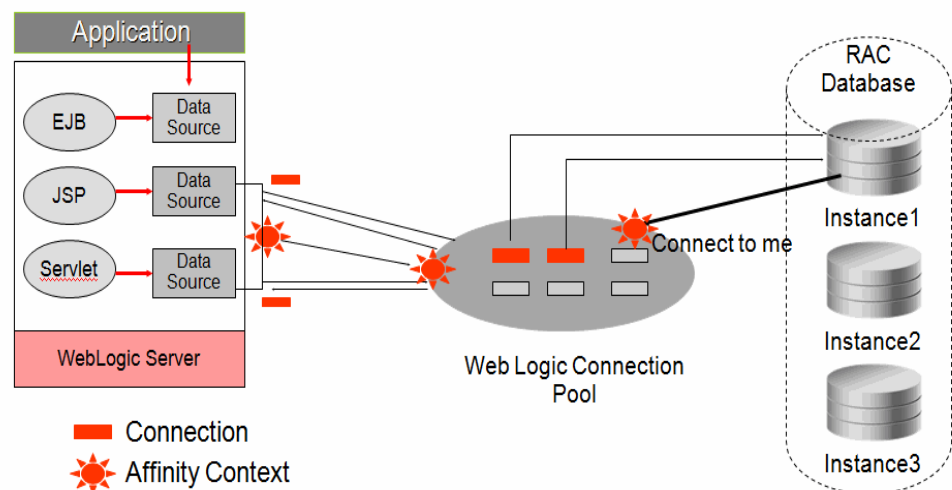 Application
EJB
Data
Source
JSP
Data
Source
Servlet
Data
Source
WebLogic Server
Connection
Affinity Context
Connect to me
Web Logic Connection
Pool
RAC
Database
Instance1
Instance2
Instance3